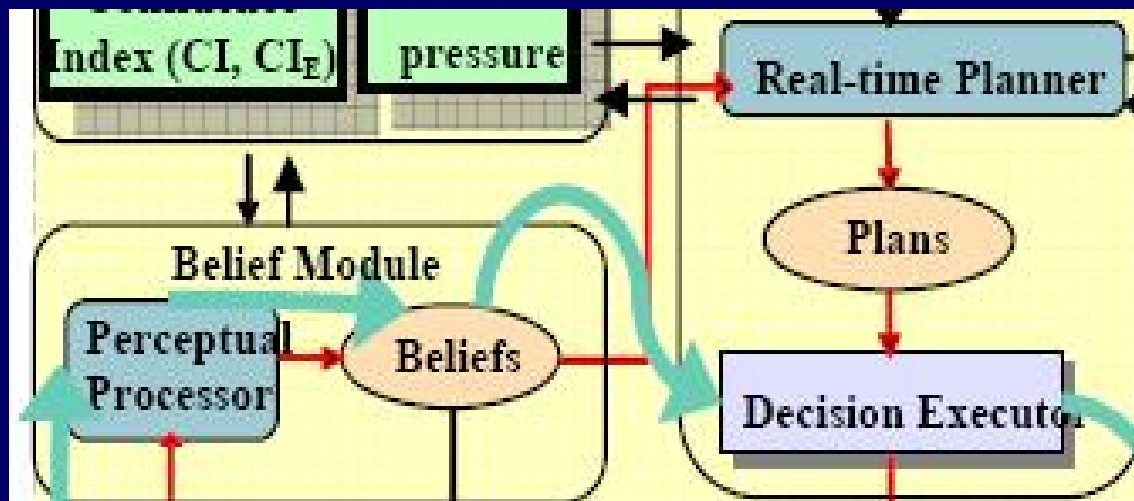 Index (CI, CI_E)
pressure
Real-time Planner
Plans
Belief Module
Perceptual
Processor
Beliefs
Decision Executor